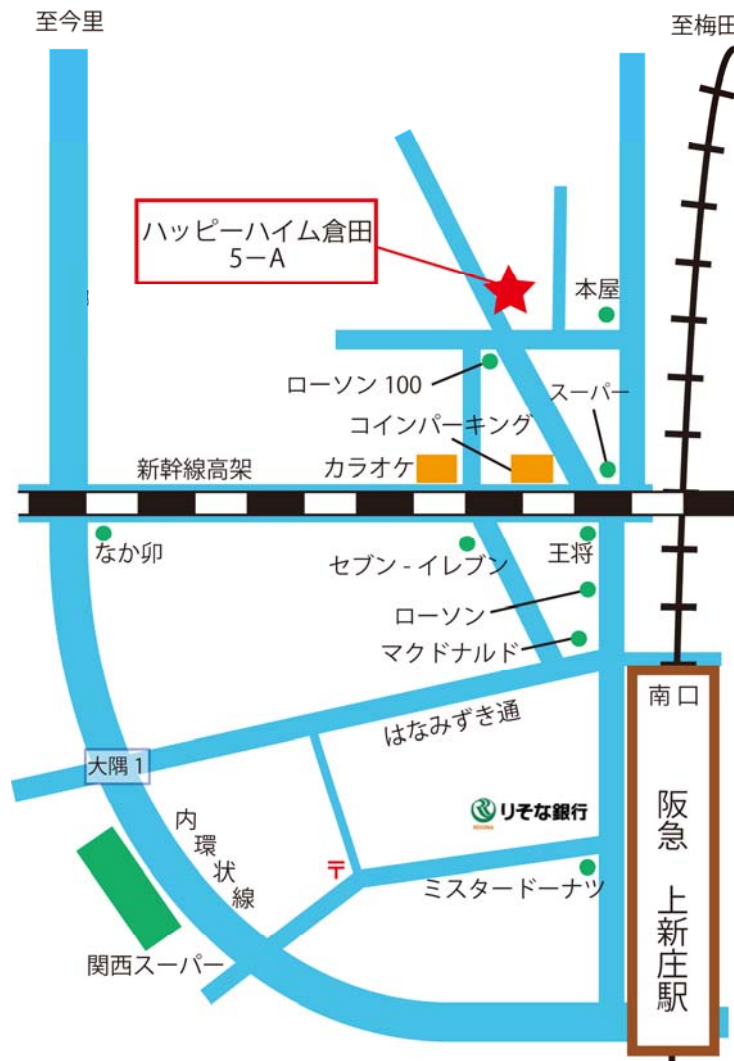 至今里
至梅田
ハッピーハイム倉田
5－A
本屋
ローソン 100
スーパー
コインパーキング
新幹線高架
カラオケ
なか卯
セブン - イレブン
王将
ローソン
マクドナルド
南口
はなみずき通
大隅 1
りそな銀行
RESONA
内環状線
〒
ミスタードーナツ
阪急 上新庄駅
関西スーパー